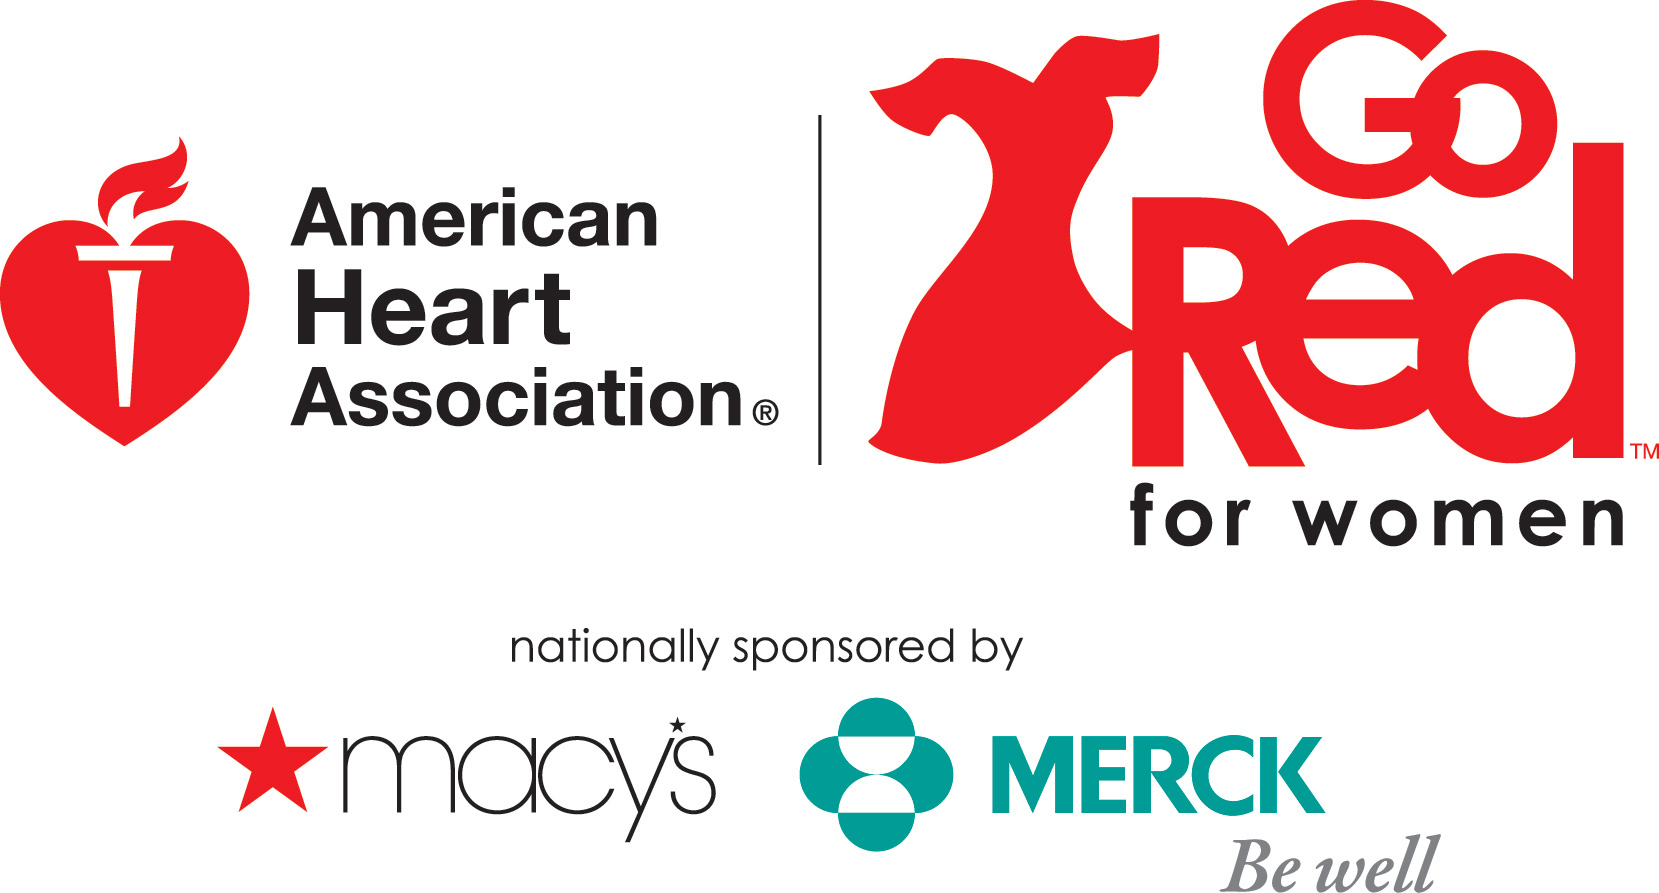 American
Heart
Association®
Go
Red™
for women
nationally sponsored by
macy's
MERCK
Be well